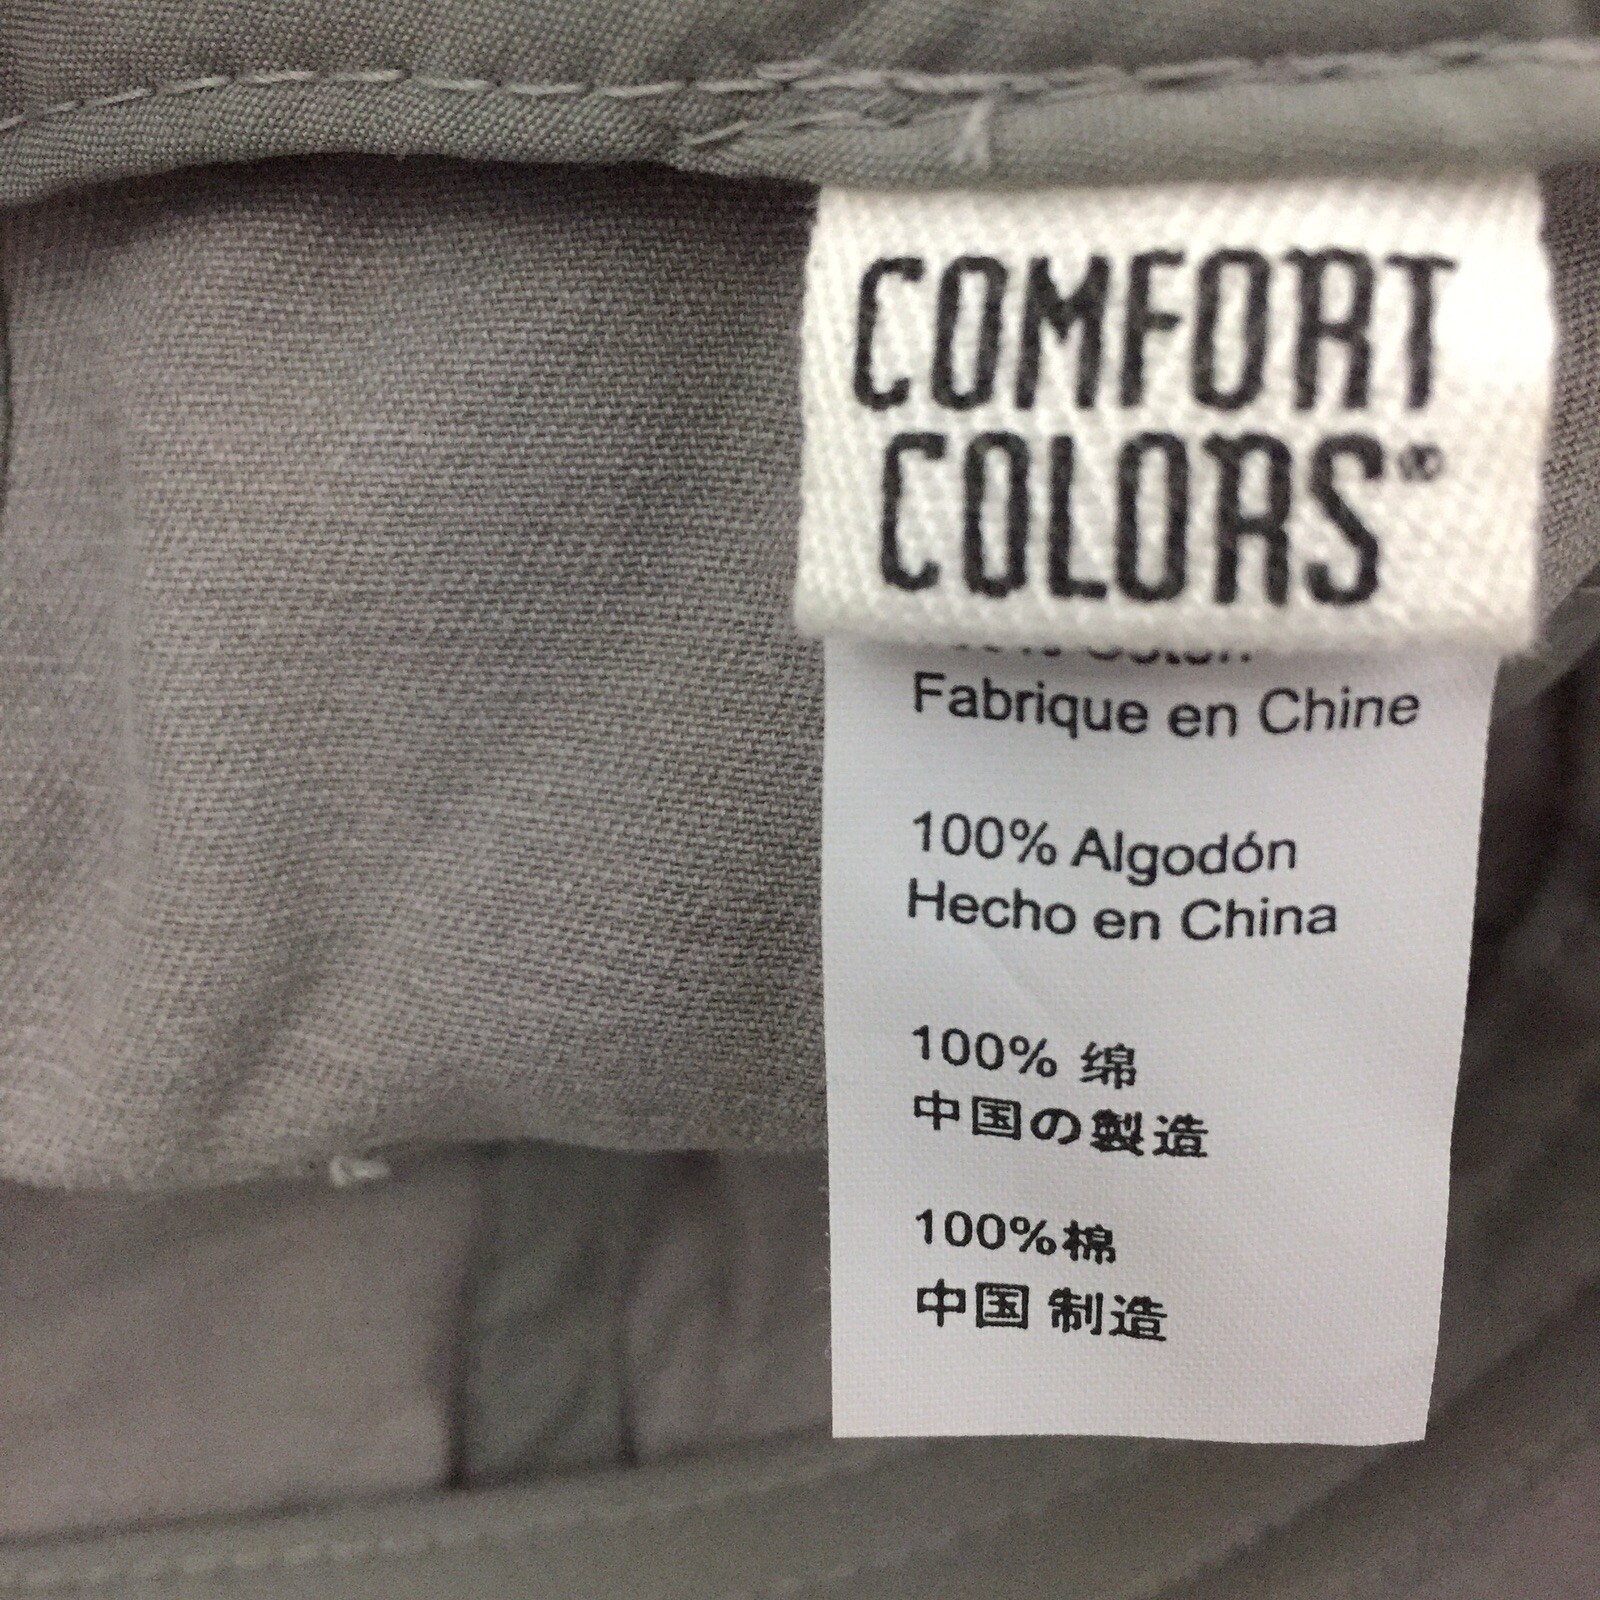 COMFORT
COLORS®
Fabrique en Chine
100% Algodón
Hecho en China
100% 绵
中国の製造
100%棉
中国 制造